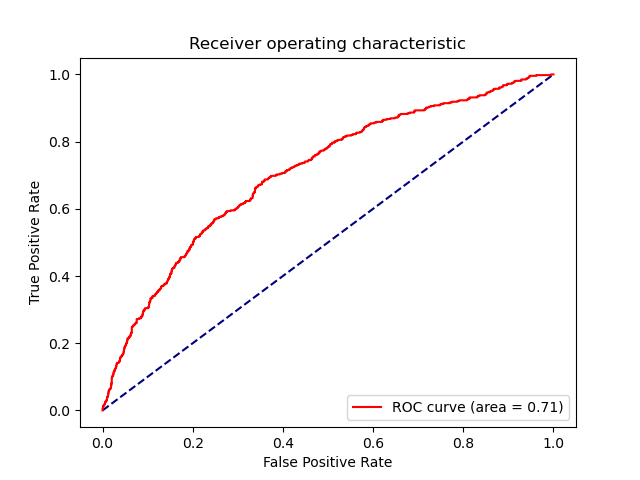 Receiver operating characteristic
1.0
0.8
0.6
0.4
0.2
0.0
True Positive Rate
ROC curve (area = 0.71)
0.0 0.2 0.4 0.6 0.8 1.0
False Positive Rate